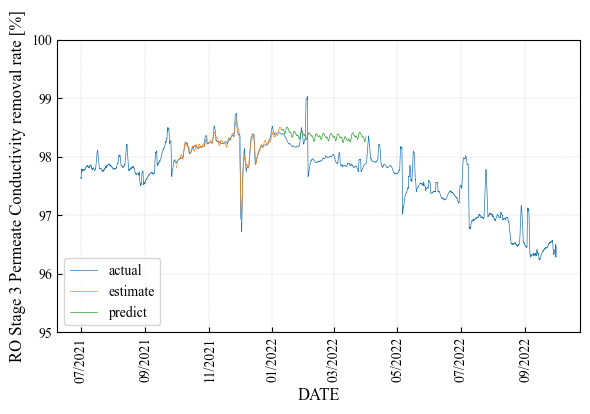 RO Stage 3 Permeate Conductivity removal rate [%]
100
99
98
97
96
95
actual
estimate
predict
07/2021
09/2021
11/2021
01/2022
03/2022
05/2022
07/2022
09/2022
DATE